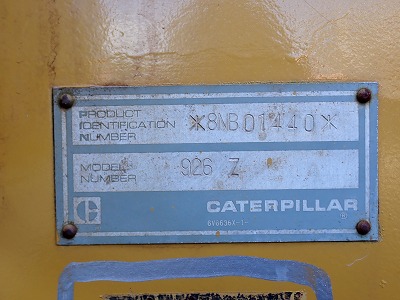 PRODUCT
IDENTIFICATION
NUMBER
*8NB01440*
MODEL
NUMBER
926 Z
CATERPILLAR